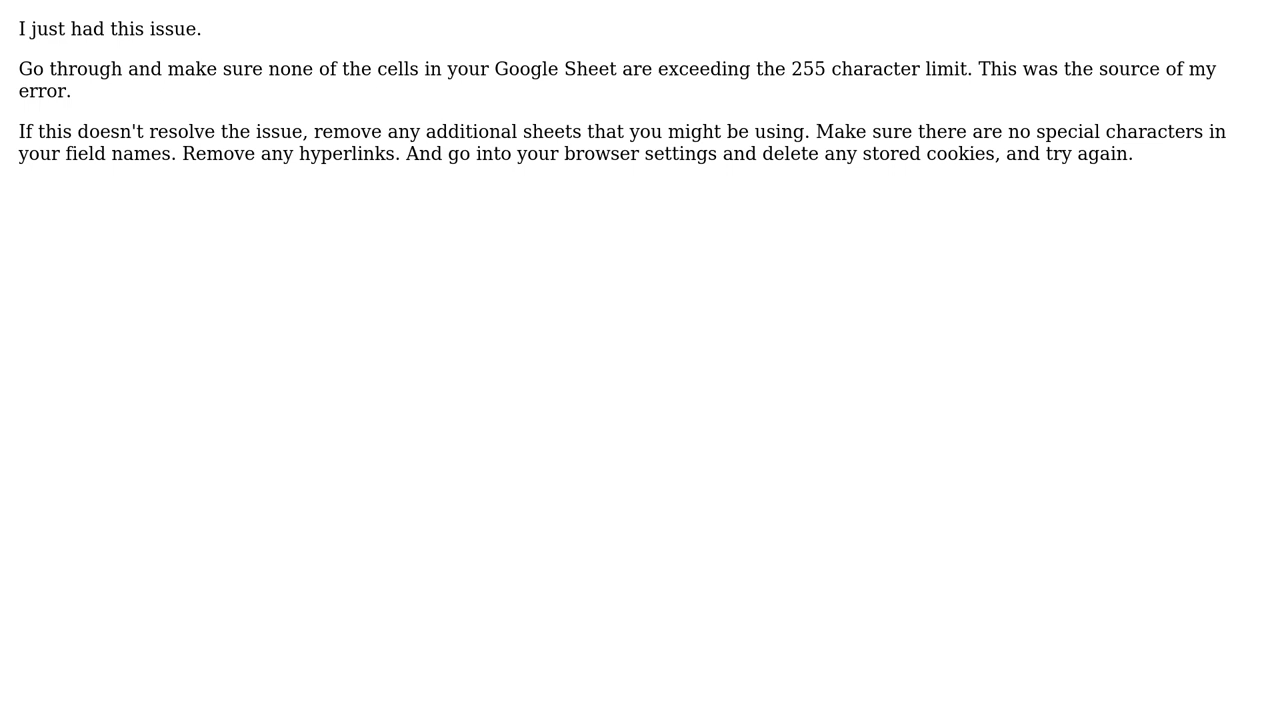 I just had this issue.
Go through and make sure none of the cells in your Google Sheet are exceeding the 255 character limit. This was the source of my
error.
If this doesn't resolve the issue, remove any additional sheets that you might be using. Make sure there are no special characters in
your field names. Remove any hyperlinks. And go into your browser settings and delete any stored cookies, and try again.